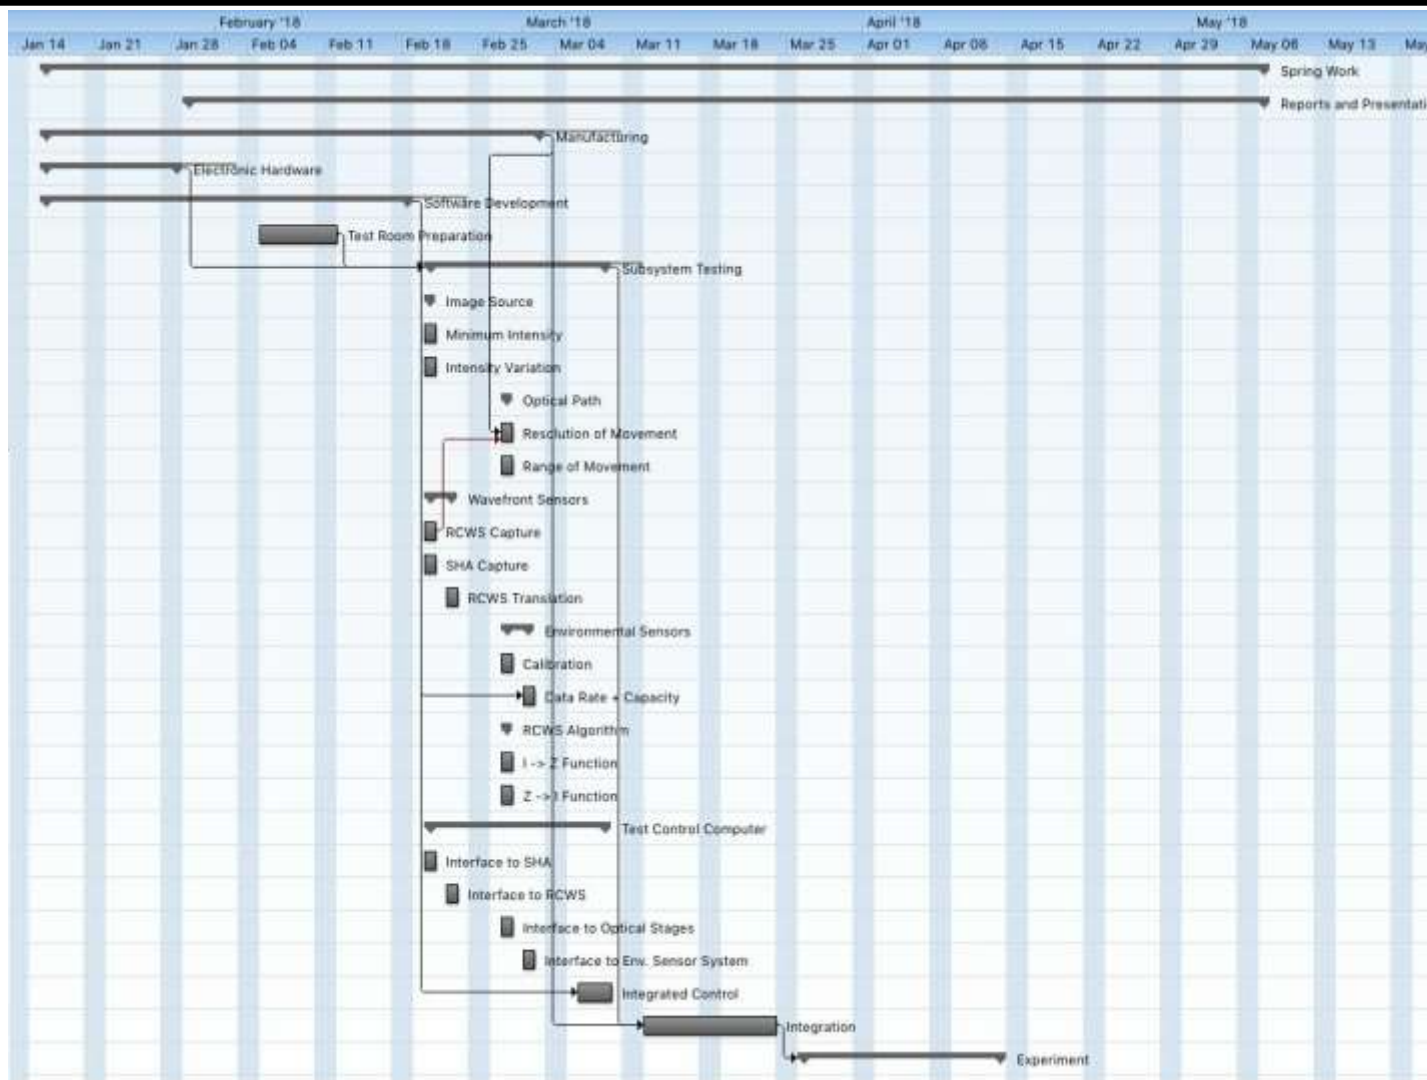 February '18 March '18 April '18 May '18
Jan 14 Jan 21 Jan 28 Feb 04 Feb 11 Feb 18 Feb 25 Mar 04 Mar 11 Mar 18 Mar 25 Apr 01 Apr 08 Apr 15 Apr 22 Apr 29 May 06 May 13 May
Spring Work
Reports and Presentati
Manufacturing
Electronic Hardware
Software Development
Test Room Preparation
Subsystem Testing
Image Source
Minimum Intensity
Intensity Variation
Optical Path
Resolution of Movement
Range of Movement
Wavefront Sensors
RCWS Capture
SHA Capture
RCWS Translation
Environmental Sensors
Calibration
Data Rate + Capacity
RCWS Algorithm
I -> Z Function
Z -> I Function
Test Control Computer
Interface to SHA
Interface to RCWS
Interface to Optical Stages
Interface to Env. Sensor System
Integrated Control
Integration
Experiment